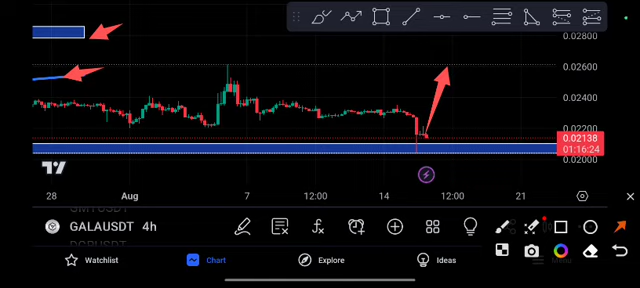 0.02800
0.02600
0.02400
0.02200
0.02138
01:16:24
0.02000
28 Aug 7 12:00 14 12:00 21
GALAUSDT 4h
Watchlist Chart Explore Ideas